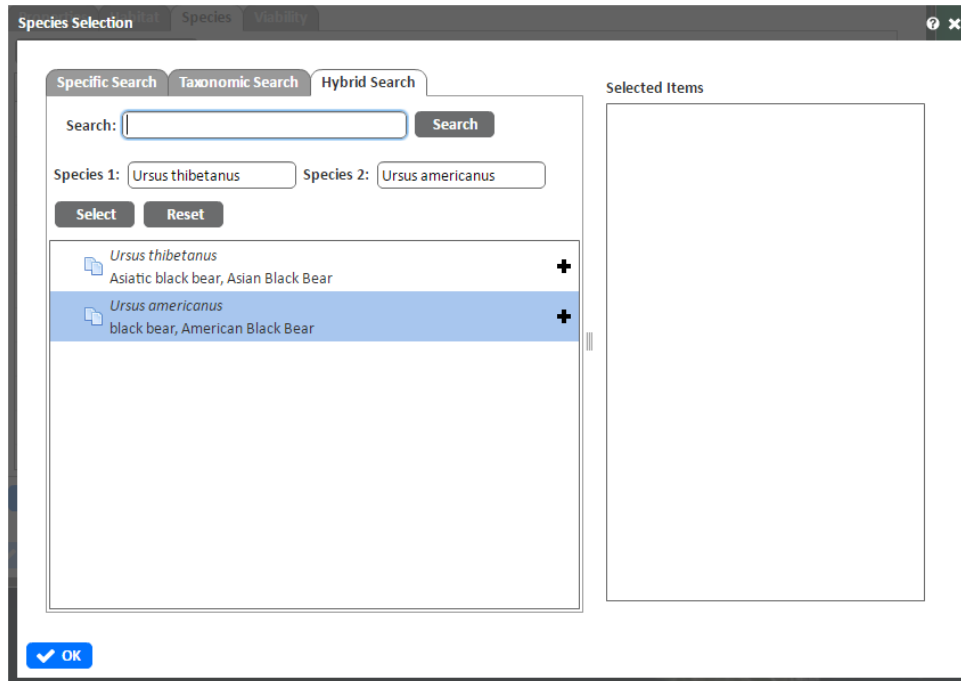 Habitat Species Viability
Species Selection
Specific Search Taxonomic Search Hybrid Search
Selected Items
Search: Search
Species 1: Ursus thibetanus Species 2: Ursus americanus
Select Reset
Ursus thibetanus
Asiatic black bear, Asian Black Bear
Ursus americanus
black bear, American Black Bear
OK